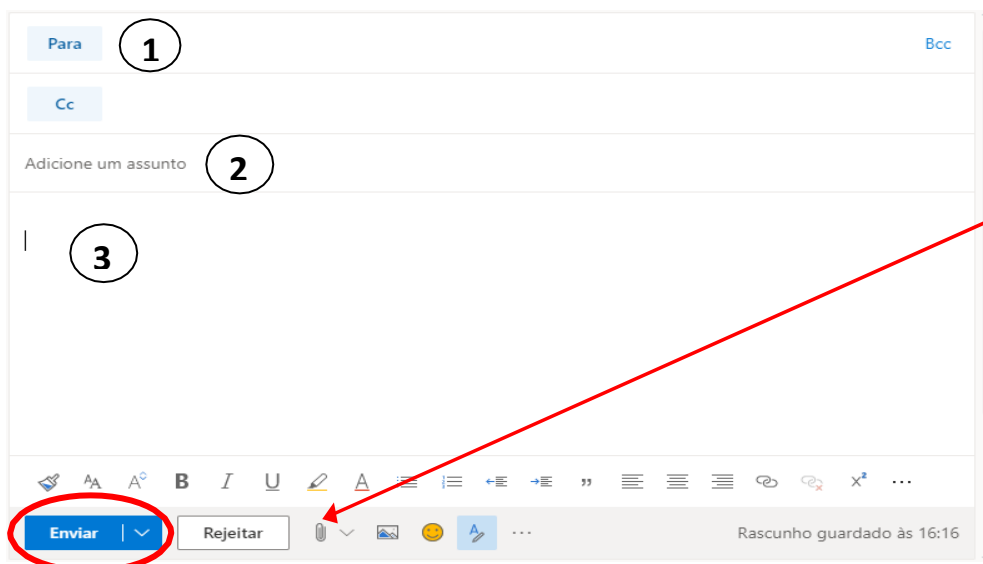 Para 1 Bcc
Cc
Adicione um assunto 2
3
B I U A
Enviar Rejeitar Rascunho guardado às 16:16